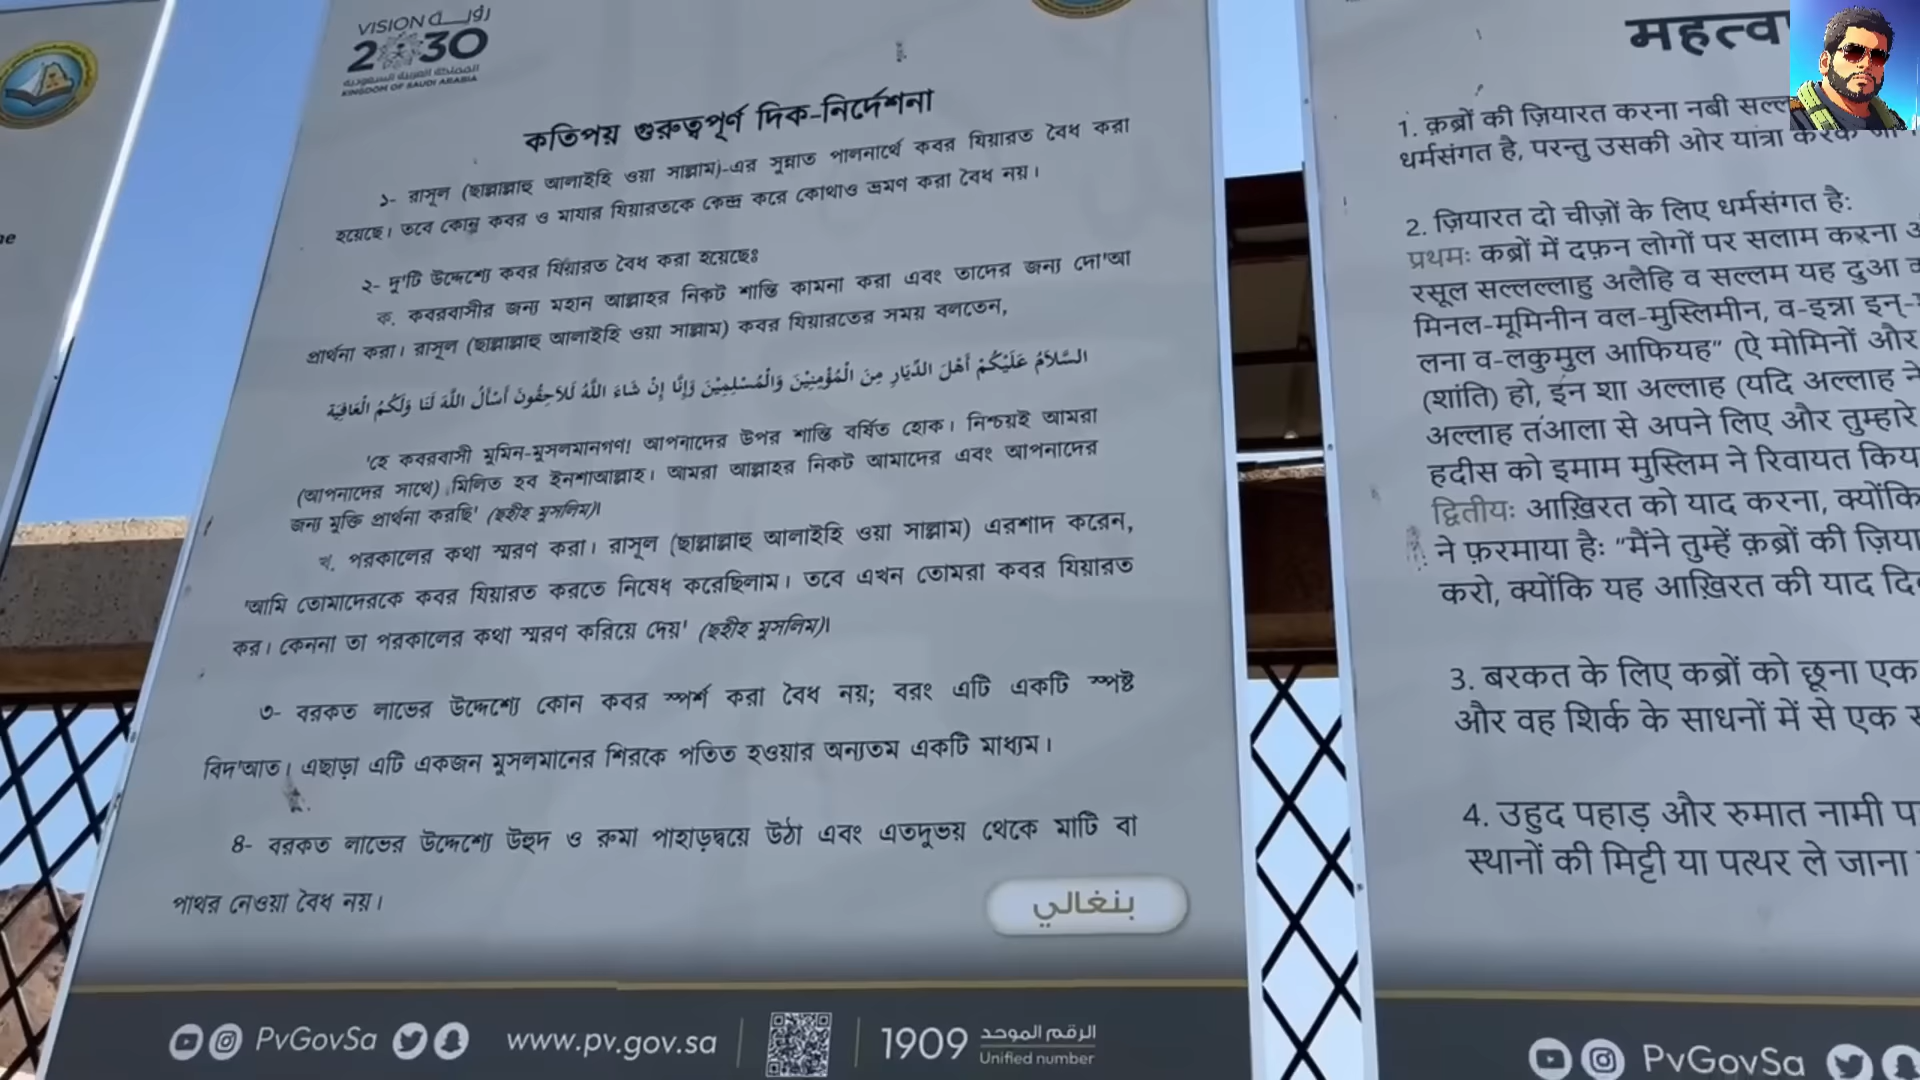 VISION رؤيـــة
2030
المملكة العربية السعودية
KINGDOM OF SAUDI ARABIA
কতিপয় গুরুত্বপূর্ণ দিক-নির্দেশনা
১- রাসূল (ছাল্লাল্লাহু আলাইহি ওয়া সাল্লাম)-এর সুন্নাত পালনার্থে কবর যিয়ারত বৈধ করা
হয়েছে। তবে কোন কবর ও মাযার যিয়ারতকে কেন্দ্র করে কোথাও ভ্রমণ করা বৈধ নয়।
২- দু'টি উদ্দেশ্যে কবর যিয়ারত বৈধ করা হয়েছেঃ
ক. কবরবাসীর জন্য মহান আল্লাহর নিকট শান্তি কামনা করা এবং তাদের জন্য দো'আ
প্রার্থনা করা। রাসূল (ছাল্লাল্লাহু আলাইহি ওয়া সাল্লাম) কবর যিয়ারতের সময় বলতেন,
السَّلاَمُ عَلَيْكُمْ أَهْلَ الدِّيَارِ مِنَ الْمُؤْمِنِيْنَ وَالْمُسْلِمِيْنَ وَإِنَّا إِنْ شَاءَ اللَّهُ لَلاَحِقُونَ أَسْأَلُ اللَّهَ لَنَا وَلَكُمُ الْعَافِيَة
'হে কবরবাসী মুমিন-মুসলমানগণ! আপনাদের উপর শান্তি বর্ষিত হোক। নিশ্চয়ই আমরা
(আপনাদের সাথে) মিলিত হব ইনশাআল্লাহ। আমরা আল্লাহর নিকট আমাদের এবং আপনাদের
জন্য মুক্তি প্রার্থনা করছি' (ছহীহ মুসলিম)।
খ. পরকালের কথা স্মরণ করা। রাসূল (ছাল্লাল্লাহু আলাইহি ওয়া সাল্লাম) এরশাদ করেন,
'আমি তোমাদেরকে কবর যিয়ারত করতে নিষেধ করেছিলাম। তবে এখন তোমরা কবর যিয়ারত
কর। কেননা তা পরকালের কথা স্মরণ করিয়ে দেয়' (ছহীহ মুসলিম)।
৩- বরকত লাভের উদ্দেশ্যে কোন কবর স্পর্শ করা বৈধ নয়; বরং এটি একটি স্পষ্ট
বিদ'আত। এছাড়া এটি একজন মুসলমানের শিরকে পতিত হওয়ার অন্যতম একটি মাধ্যম।
৪- বরকত লাভের উদ্দেশ্যে উহুদ ও রুমা পাহাড়দ্বয়ে উঠা এবং এতদুভয় থেকে মাটি বা
পাথর নেওয়া বৈধ নয়।
بنغالي
PvGovSa www.pv.gov.sa 1909 الرقم الموحد
Unified number
1. क़ब्रों की ज़ियारत करना नबी
धर्मसंगत है, परन्तु उसकी ओर यात्रा करके
2. ज़ियारत दो चीज़ों के लिए धर्मसंगत है:
प्रथमः कब्रों में दफ़न लोगों पर सलाम करना
रसूल सल्लल्लाहु अलैहि व सल्लम यह दुआ
मिनल-मूमिनीन वल-मुस्लिमीन, व-इन्ना इन्-
लना व-लकुमुल आफियह” (ऐ मोमिनों और
(शांति) हो, इंन शा अल्लाह (यदि अल्लाह ने
अल्लाह तआला से अपने लिए और तुम्हारे
हदीस को इमाम मुस्लिम ने रिवायत किय
द्वितीयः आख़िरत को याद करना, क्योंकि
ने फ़रमाया हैः “मैंने तुम्हें क़ब्रों की ज़िया
करो, क्योंकि यह आख़िरत की याद
3. बरकत के लिए कब्रों को छूना एक
और वह शिर्क के साधनों में से एक
4. उहुद पहाड़ और रुमात नामी
स्थानों की मिट्टी या पत्थर ले जाना
PvGovSa